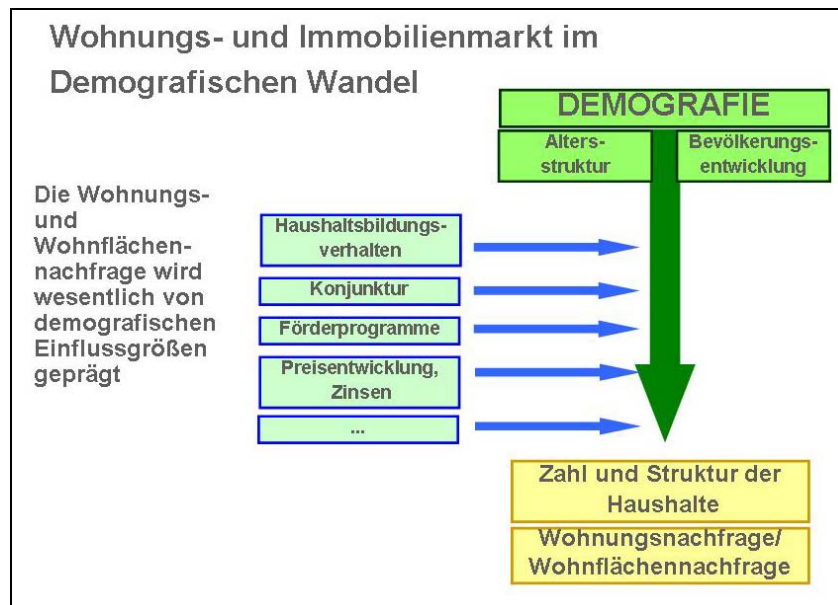 Wohnungs- und Immobilienmarkt im
Demografischen Wandel
DEMOGRAFIE
Alters-
struktur
Bevölkerungs-
entwicklung
Die Wohnungs-
und
Wohnflächen-
nachfrage wird
wesentlich von
demografischen
Einflussgrößen
geprägt
Haushaltsbildungs-
verhalten
Konjunktur
Förderprogramme
Preisentwicklung,
Zinsen
...
Zahl und Struktur der
Haushalte
Wohnungsnachfrage/
Wohnflächennachfrage